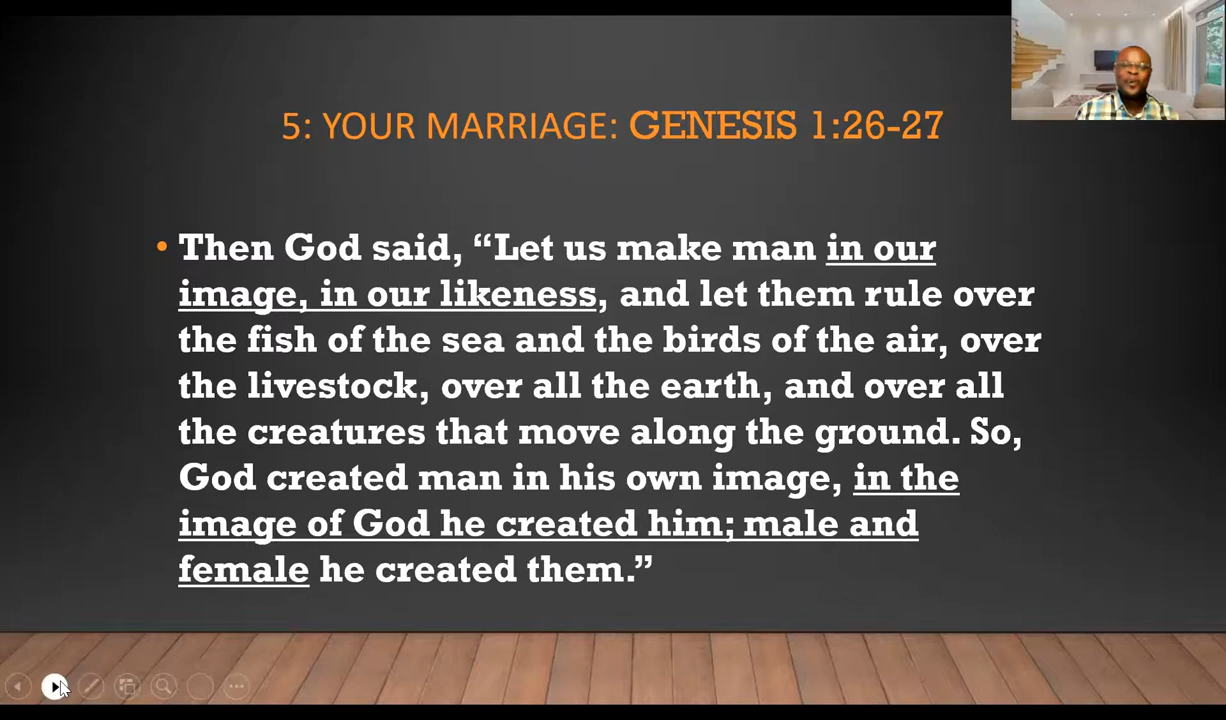 5: YOUR MARRIAGE: GENESIS 1:26-27
• Then God said, “Let us make man in our
image, in our likeness, and let them rule over
the fish of the sea and the birds of the air, over
the livestock, over all the earth, and over all
the creatures that move along the ground. So,
God created man in his own image, in the
image of God he created him; male and
female he created them.”